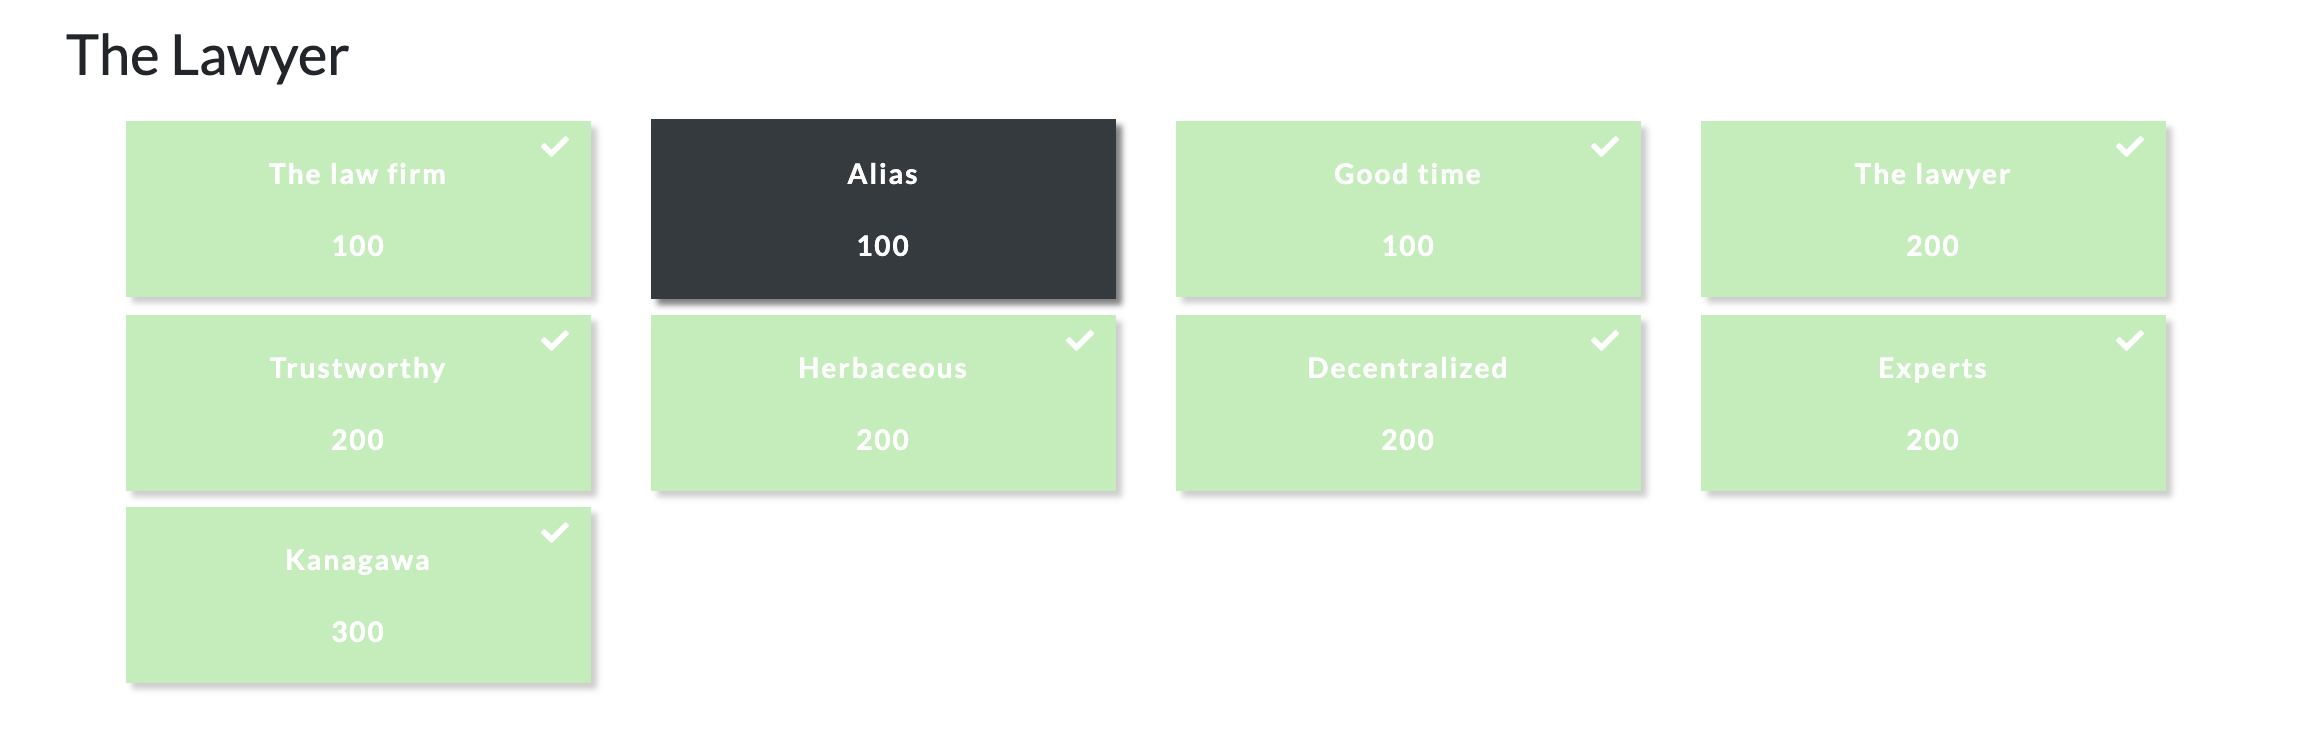 The Lawyer
The law firm
100
Alias
100
Good time
100
The lawyer
200
Trustworthy
200
Herbaceous
200
Decentralized
200
Experts
200
Kanagawa
300